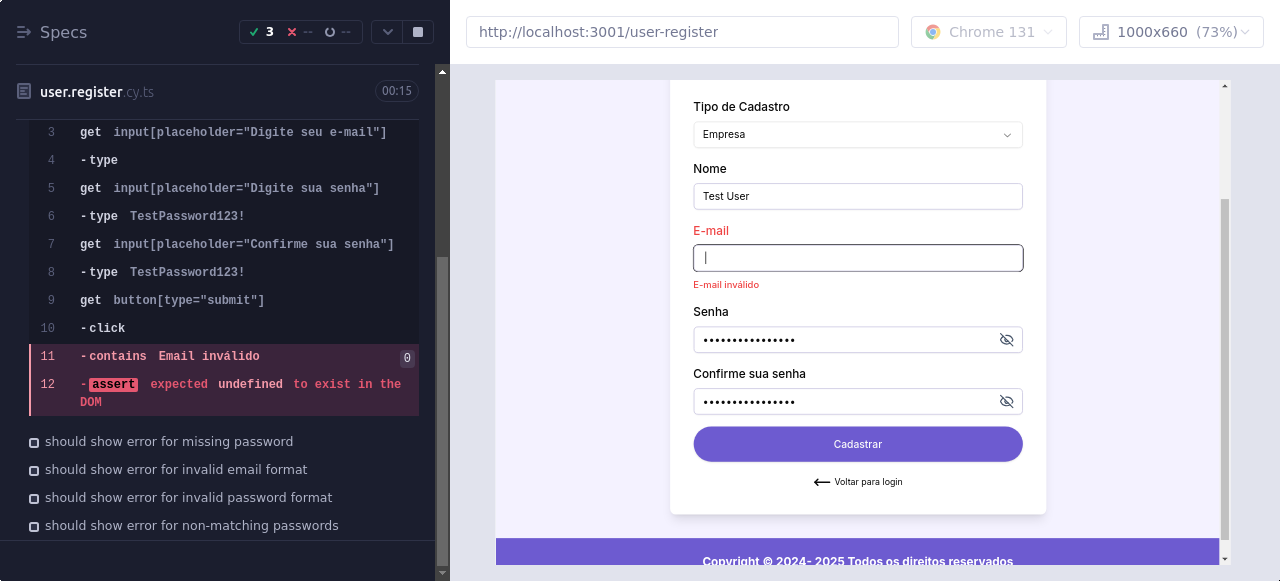 Specs
3
--
--
http://localhost:3001/user-register
Chrome 131
1000x660 (73%)
user.register.cy.ts
00:15
3 get input[placeholder="Digite seu e-mail"]
4 -type
5 get input[placeholder="Digite sua senha"]
6 -type TestPassword123!
7 get input[placeholder="Confirme sua senha"]
8 -type TestPassword123!
9 get button[type="submit"]
10 -click
11 -contains Email inválido 0
12 -assert expected undefined to exist in the
DOM
should show error for missing password
should show error for invalid email format
should show error for invalid password format
should show error for non-matching passwords
Tipo de Cadastro
Empresa
Nome
Test User
E-mail
E-mail inválido
Senha
••••••••••••••••
Confirme sua senha
••••••••••••••••
Cadastrar
Voltar para login
Copyright © 2024- 2025 Todos os direitos reservados